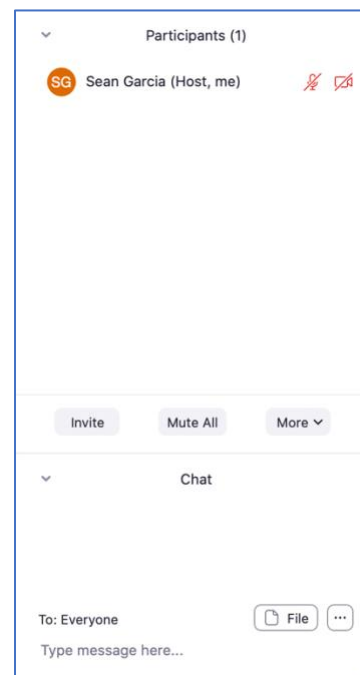 Participants (1)
SG Sean Garcia (Host, me)
Invite Mute All More
Chat
To: Everyone File ...
Type message here...